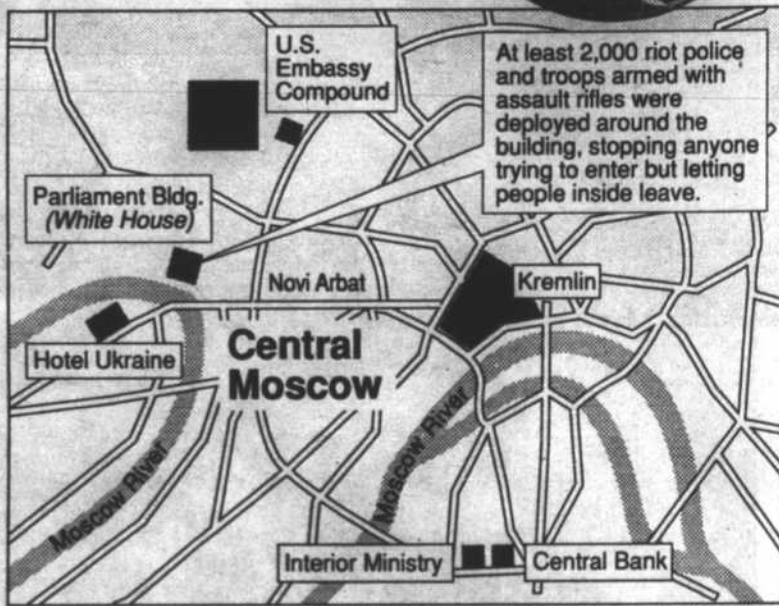 U.S.
Embassy
Compound
At least 2,000 riot police
and troops armed with
assault rifles were
deployed around the
building, stopping anyone
trying to enter but letting
people inside leave.
Parliament Bldg.
(White House)
Novi Arbat
Kremlin
Hotel Ukraine
Central
Moscow
Moscow River
Moscow River
Interior Ministry
Central Bank